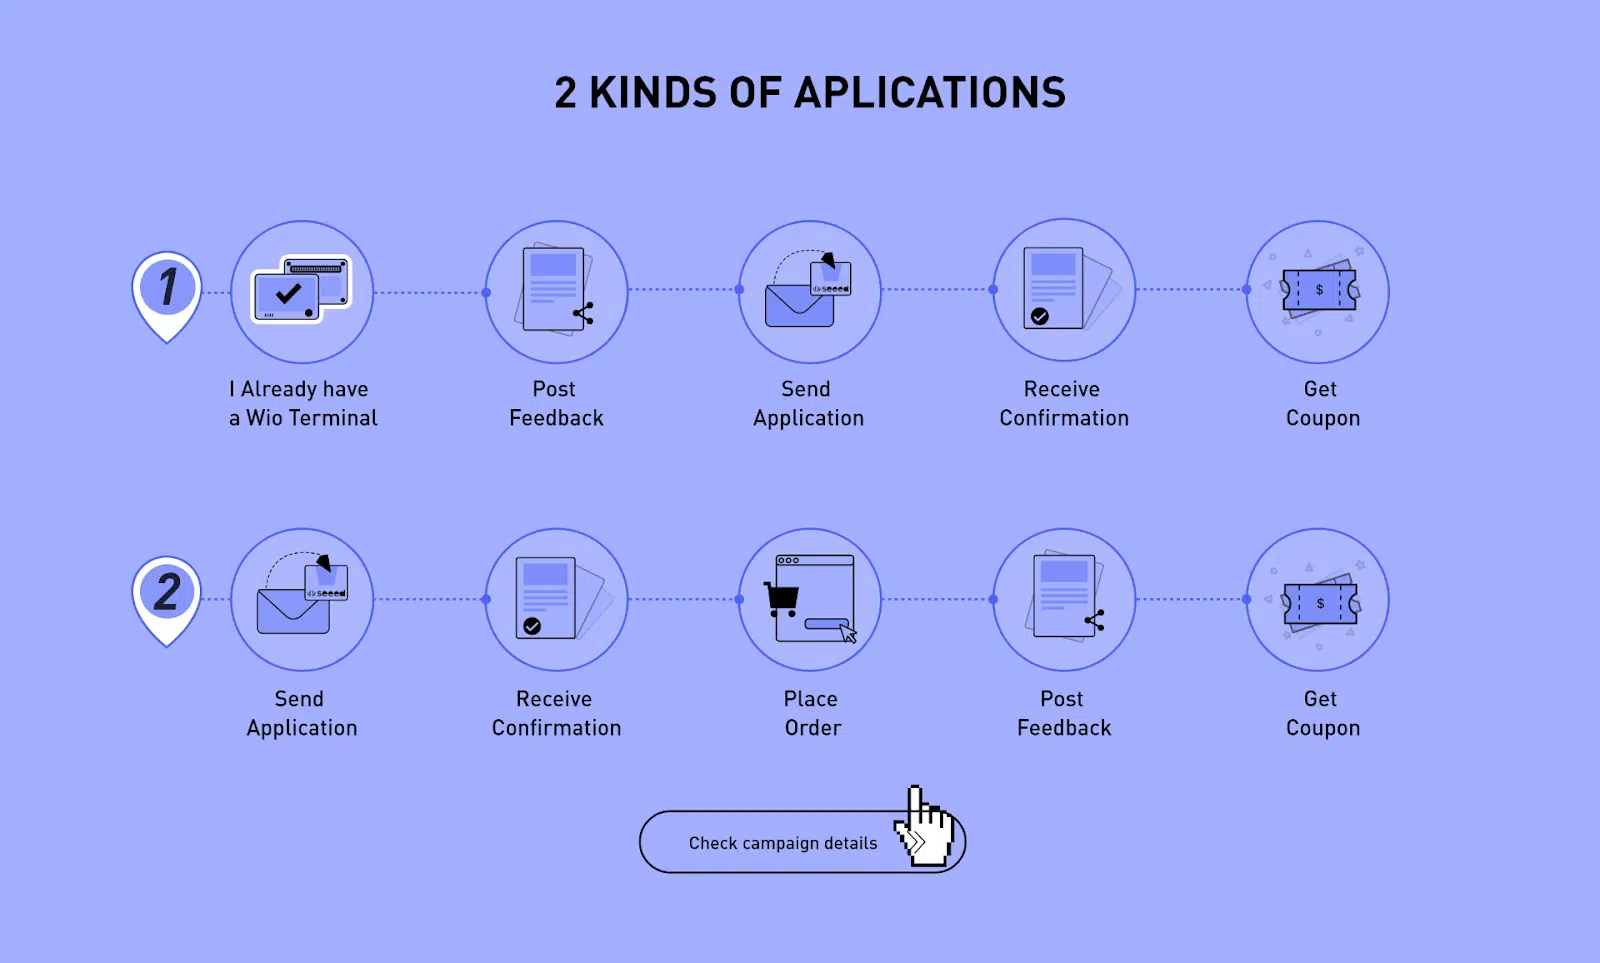 2 KINDS OF APLICATIONS
1
I Already have
a Wio Terminal
Post
Feedback
seeed
Send
Application
Receive
Confirmation
$
Get
Coupon
2
seeed
Send
Application
Receive
Confirmation
Place
Order
Post
Feedback
$
Get
Coupon
Check campaign details